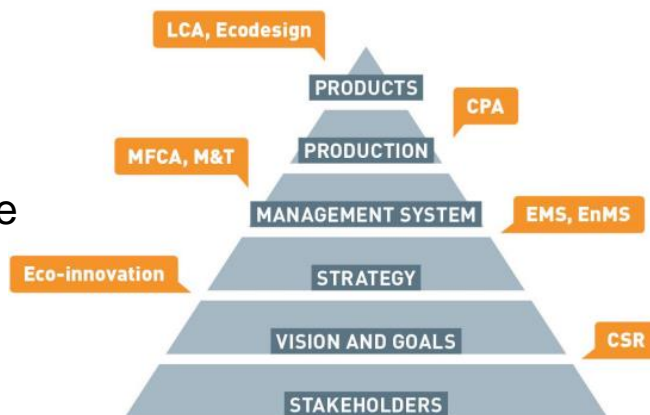 LCA, Ecodesign
PRODUCTS
CPA
PRODUCTION
MFCA, M&T
e
MANAGEMENT SYSTEM
EMS, EnMS
Eco-innovation
STRATEGY
VISION AND GOALS
CSR
STAKEHOLDERS